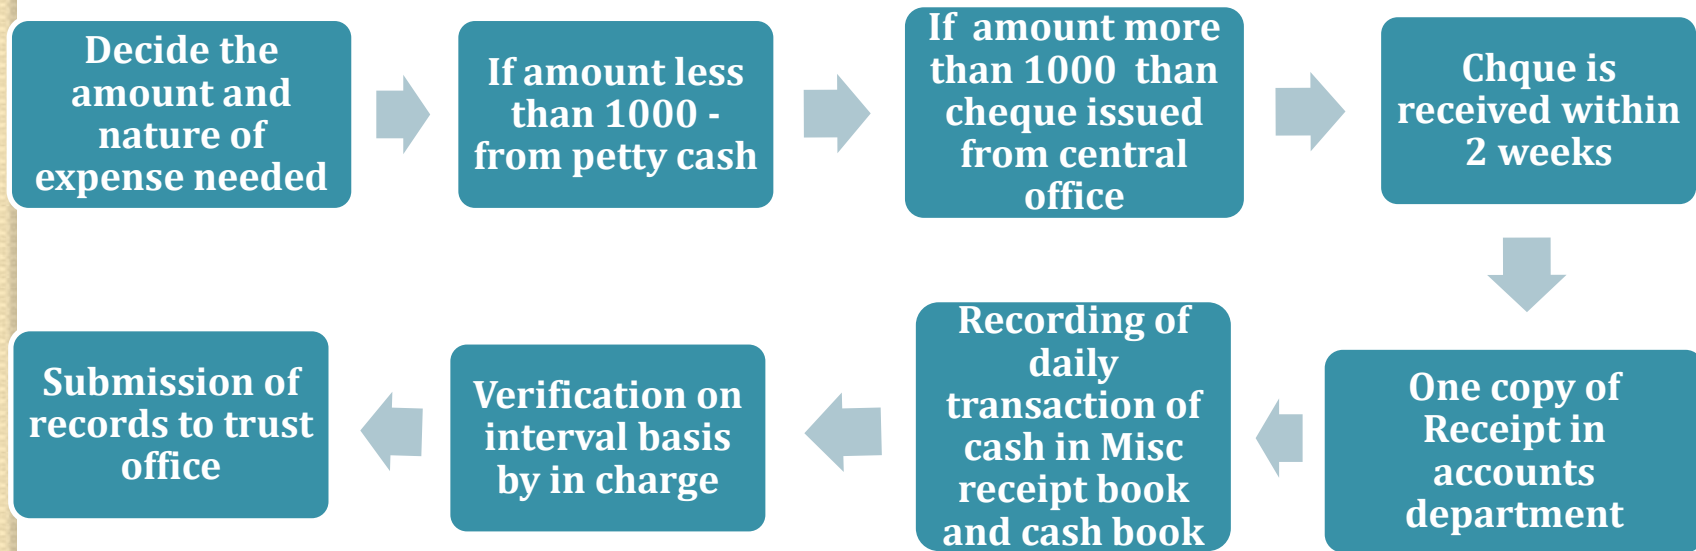 Decide the
amount and
nature of
expense needed
If amount less
than 1000 -
from petty cash
If  amount more
than 1000  than
cheque issued
from central
office
Chque is
received within
2 weeks
One copy of
Receipt in
accounts
department
Recording of
daily
transaction of
cash in Misc
receipt book
and cash book
Verification on
interval basis
by in charge
Submission of
records to trust
office